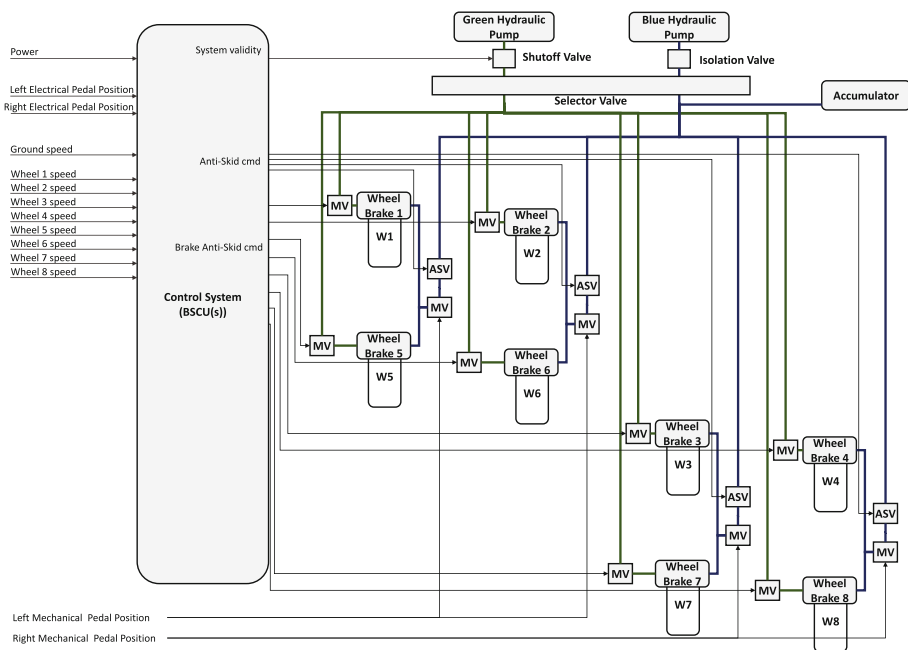 Green Hydraulic
Pump
Blue Hydraulic
Pump
Power
System validity
Shutoff Valve
Isolation Valve
Selector Valve
Accumulator
Left Electrical Pedal Position
Right Electrical Pedal Position
Ground speed
Anti-Skid cmd
Wheel 1 speed
Wheel 2 speed
Wheel 3 speed
Wheel 4 speed
Wheel 5 speed
Wheel 6 speed
Wheel 7 speed
Wheel 8 speed
Brake Anti-Skid cmd
Control System
(BSCU(s))
MV
Wheel
Brake 1
W1
MV
Wheel
Brake 2
W2
ASV
MV
ASV
MV
MV
Wheel
Brake 5
W5
MV
Wheel
Brake 6
W6
MV
Wheel
Brake 3
W3
MV
Wheel
Brake 4
W4
ASV
MV
ASV
MV
MV
Wheel
Brake 7
W7
MV
Wheel
Brake 8
W8
Left Mechanical Pedal Position
Right Mechanical Pedal Position